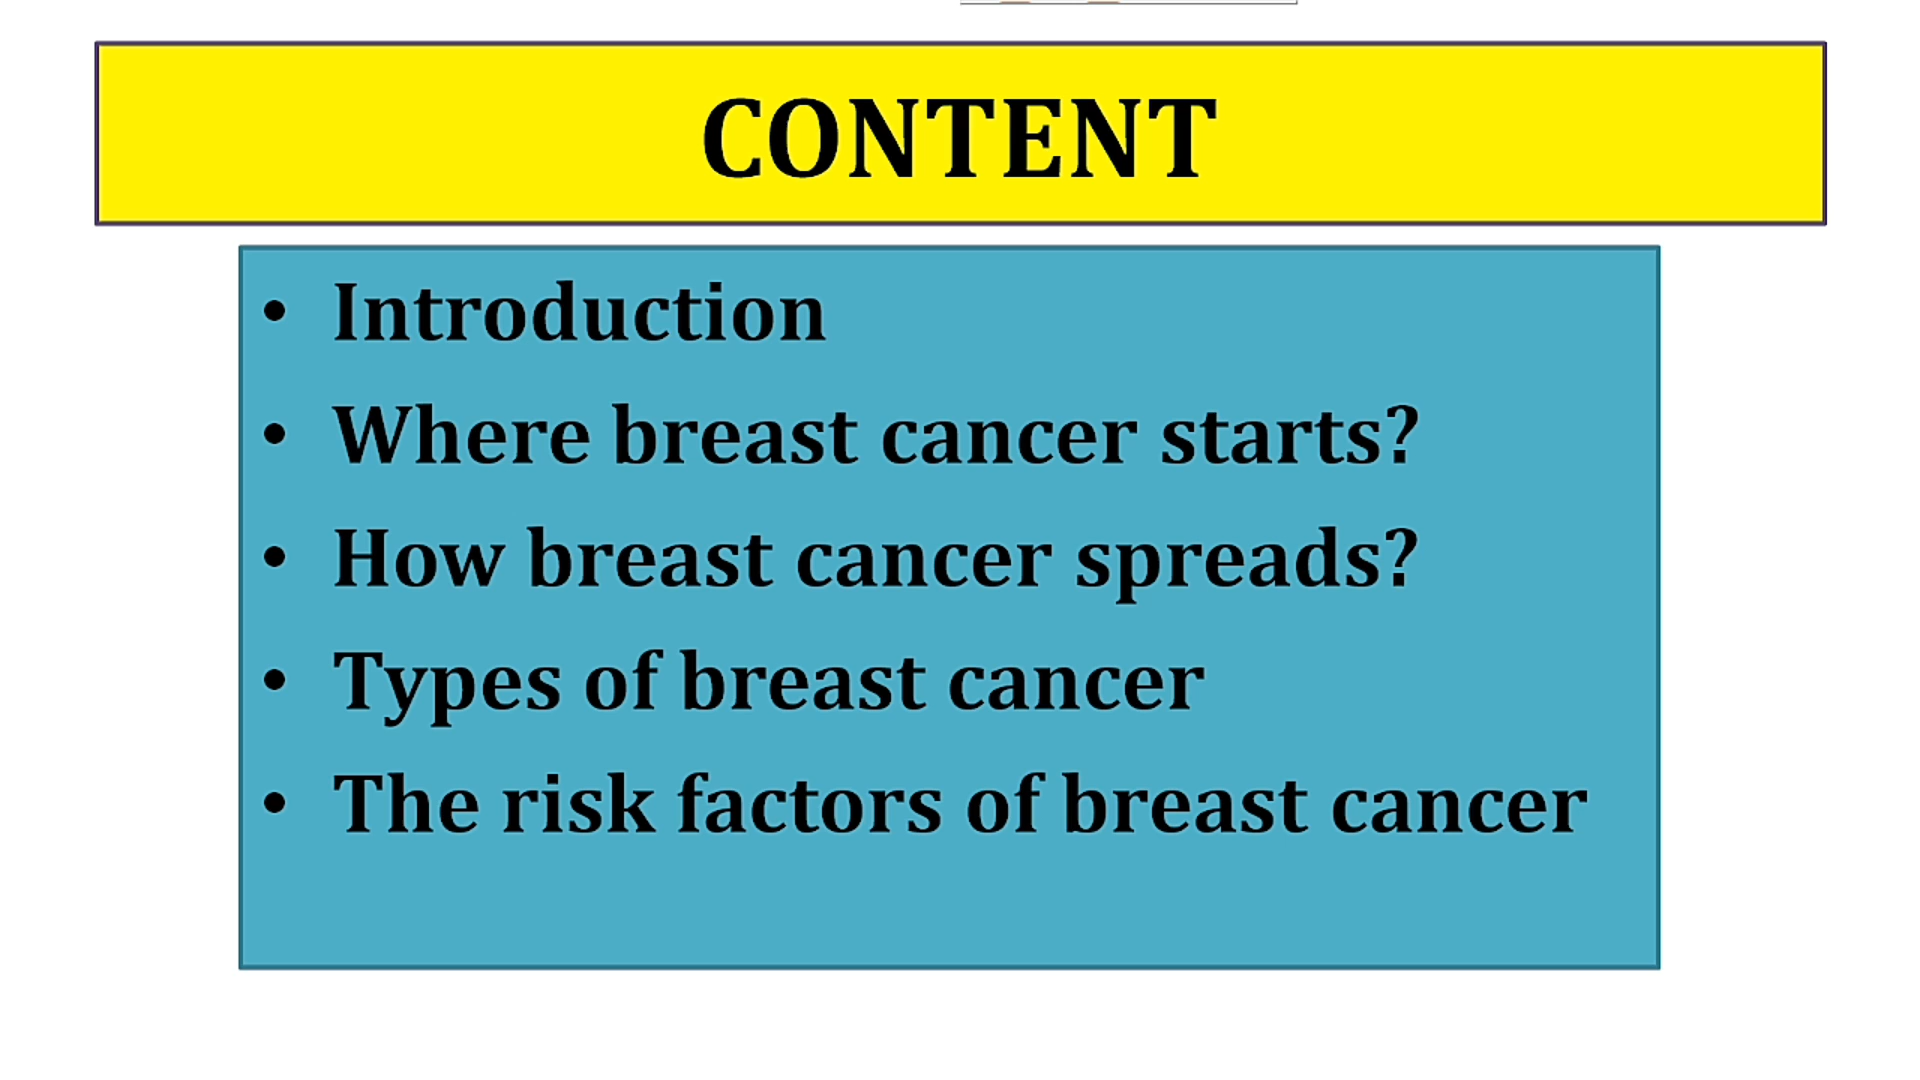 CONTENT
• Introduction
• Where breast cancer starts?
• How breast cancer spreads?
• Types of breast cancer
• The risk factors of breast cancer